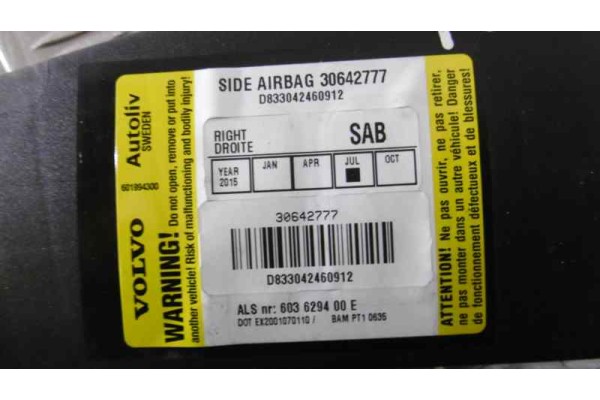 VOLVO
Autoliv
SWEDEN
601994300
WARNING! Do not open, remove or put into
another vehicle! Risk of malfunctioning and bodily injury!
SIDE AIRBAG 30642777
D833042460912
RIGHT
DROITE
SAB
YEAR
2015
JAN
APR
JUL
OCT
30642777
D833042460912
ALS nr: 603 6294 00 E
DOT EX2001070110 / BAM PT1 0635
ATTENTION! Ne pas ouvrir, ne pas retirer,
ne pas monter dans un autre véhicule! Danger
de fonctionnement défectueux et de blessures!